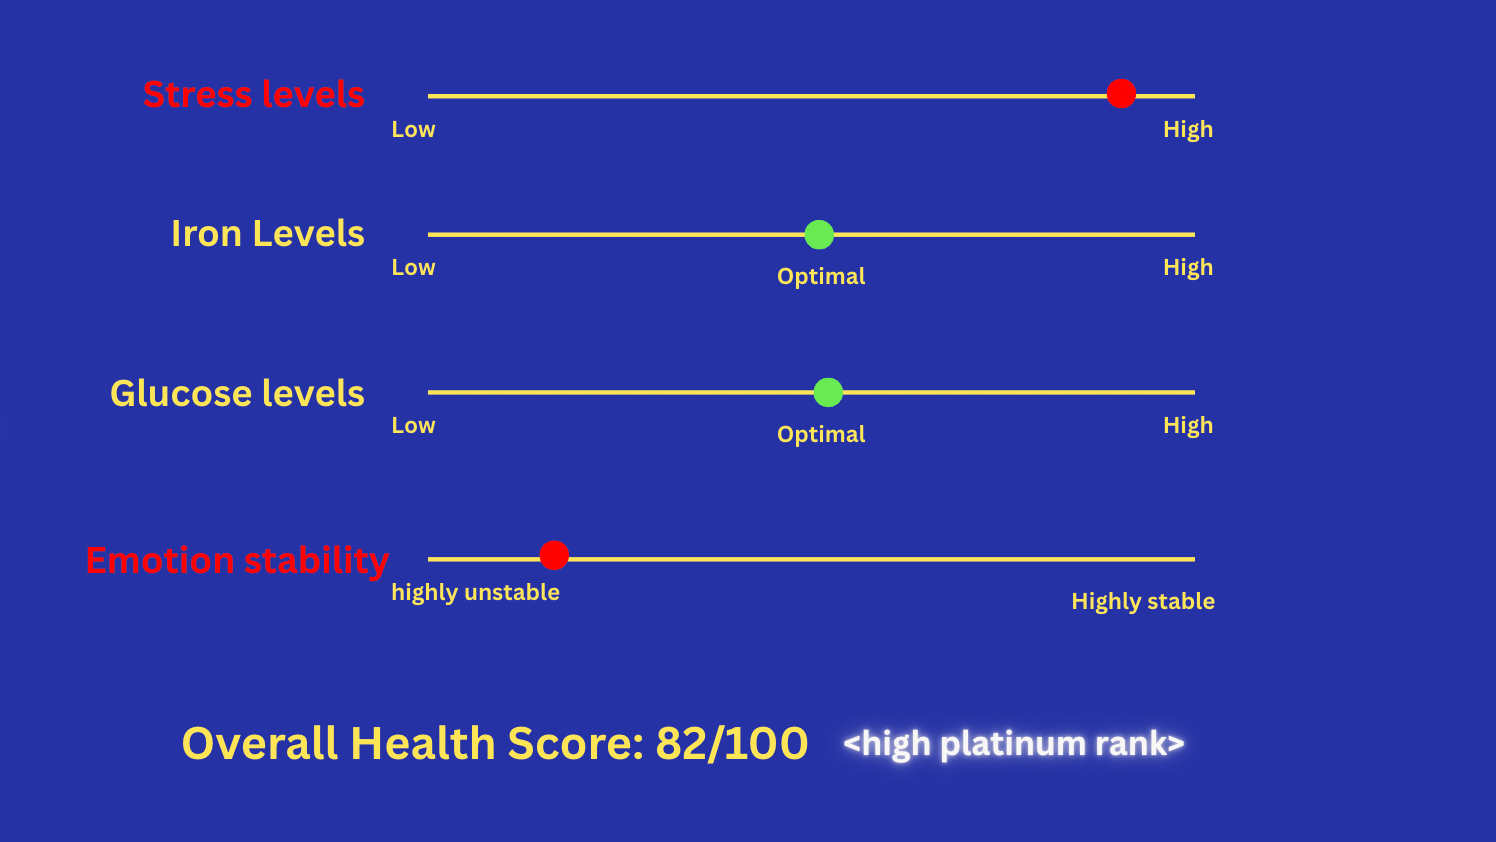 Stress levels
Low
High
Iron Levels
Low
Optimal
High
Glucose levels
Low
Optimal
High
Emotion stability
highly unstable
Highly stable
Overall Health Score: 82/100 <high platinum rank>